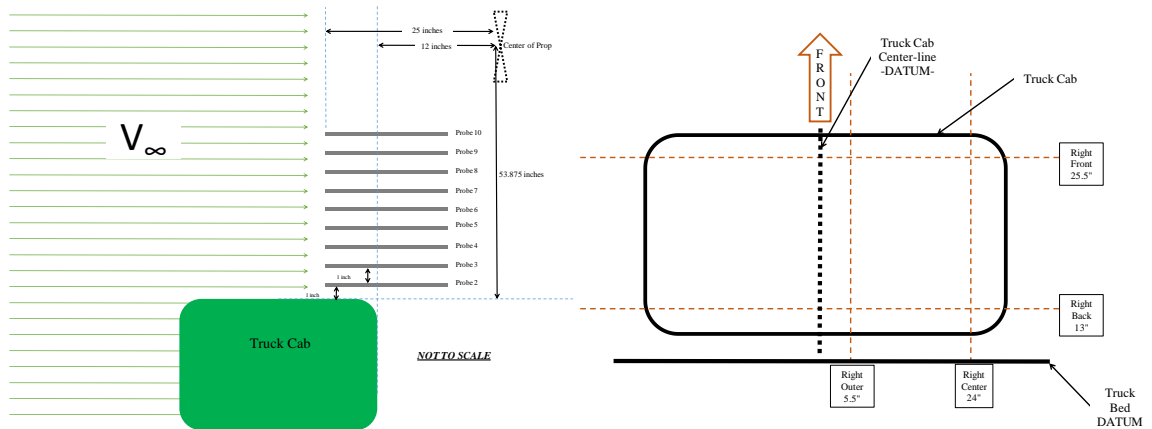 25 inches
12 inches
Center of Prop
V∞
Probe 10
Probe 9
Probe 8
Probe 7
Probe 6
Probe 5
Probe 4
Probe 3
Probe 2
53.875 inches
1 inch
1 inch
Truck Cab
NOT TO SCALE
FRONT
Truck Cab
Center-line
-DATUM-
Truck Cab
Right
Front
25.5"
Right
Back
13"
Right
Outer
5.5"
Right
Center
24"
Truck
Bed
DATUM